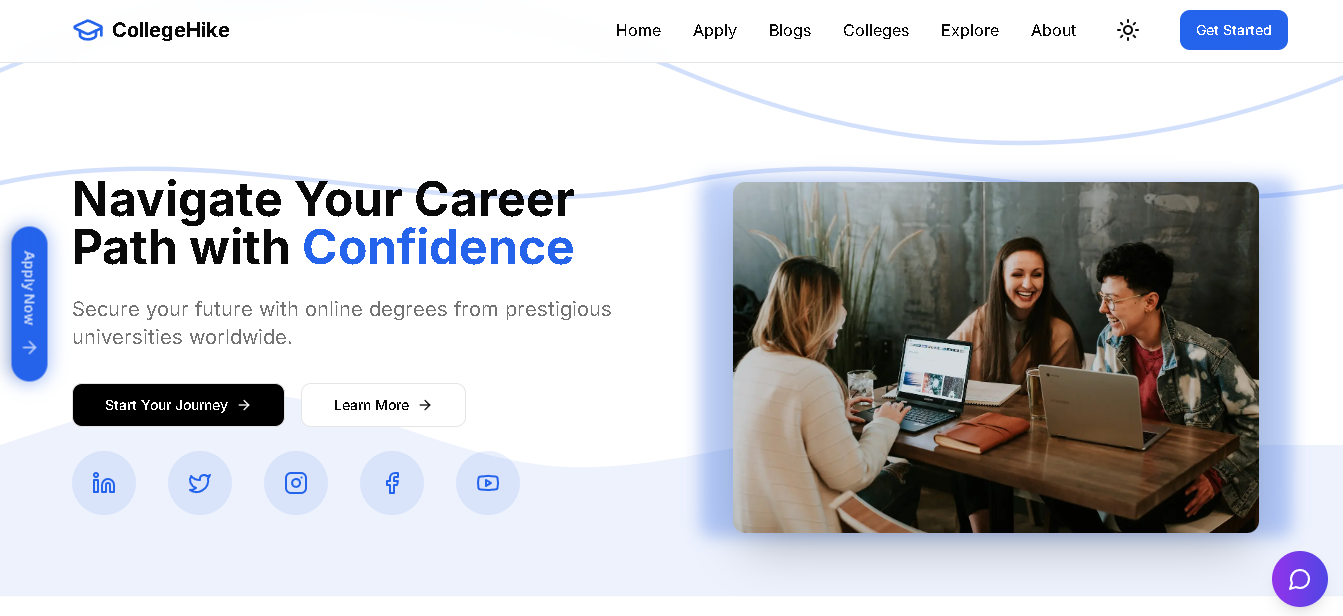 CollegeHike
Home
Apply
Blogs
Colleges
Explore
About
Get Started
Navigate Your Career
Path with Confidence
Secure your future with online degrees from prestigious
universities worldwide.
Apply Now
Start Your Journey
Learn More